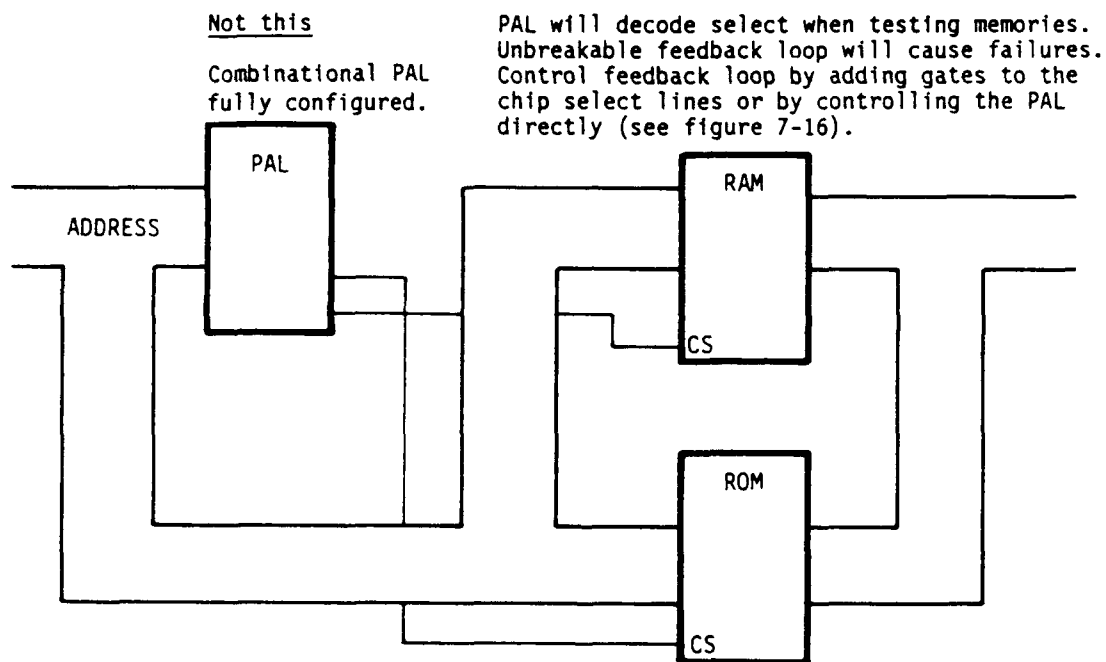 Not this
Combinational PAL
fully configured.
PAL will decode select when testing memories.
Unbreakable feedback loop will cause failures.
Control feedback loop by adding gates to the
chip select lines or by controlling the PAL
directly (see figure 7-16).
PAL
RAM
ADDRESS
CS
ROM
CS